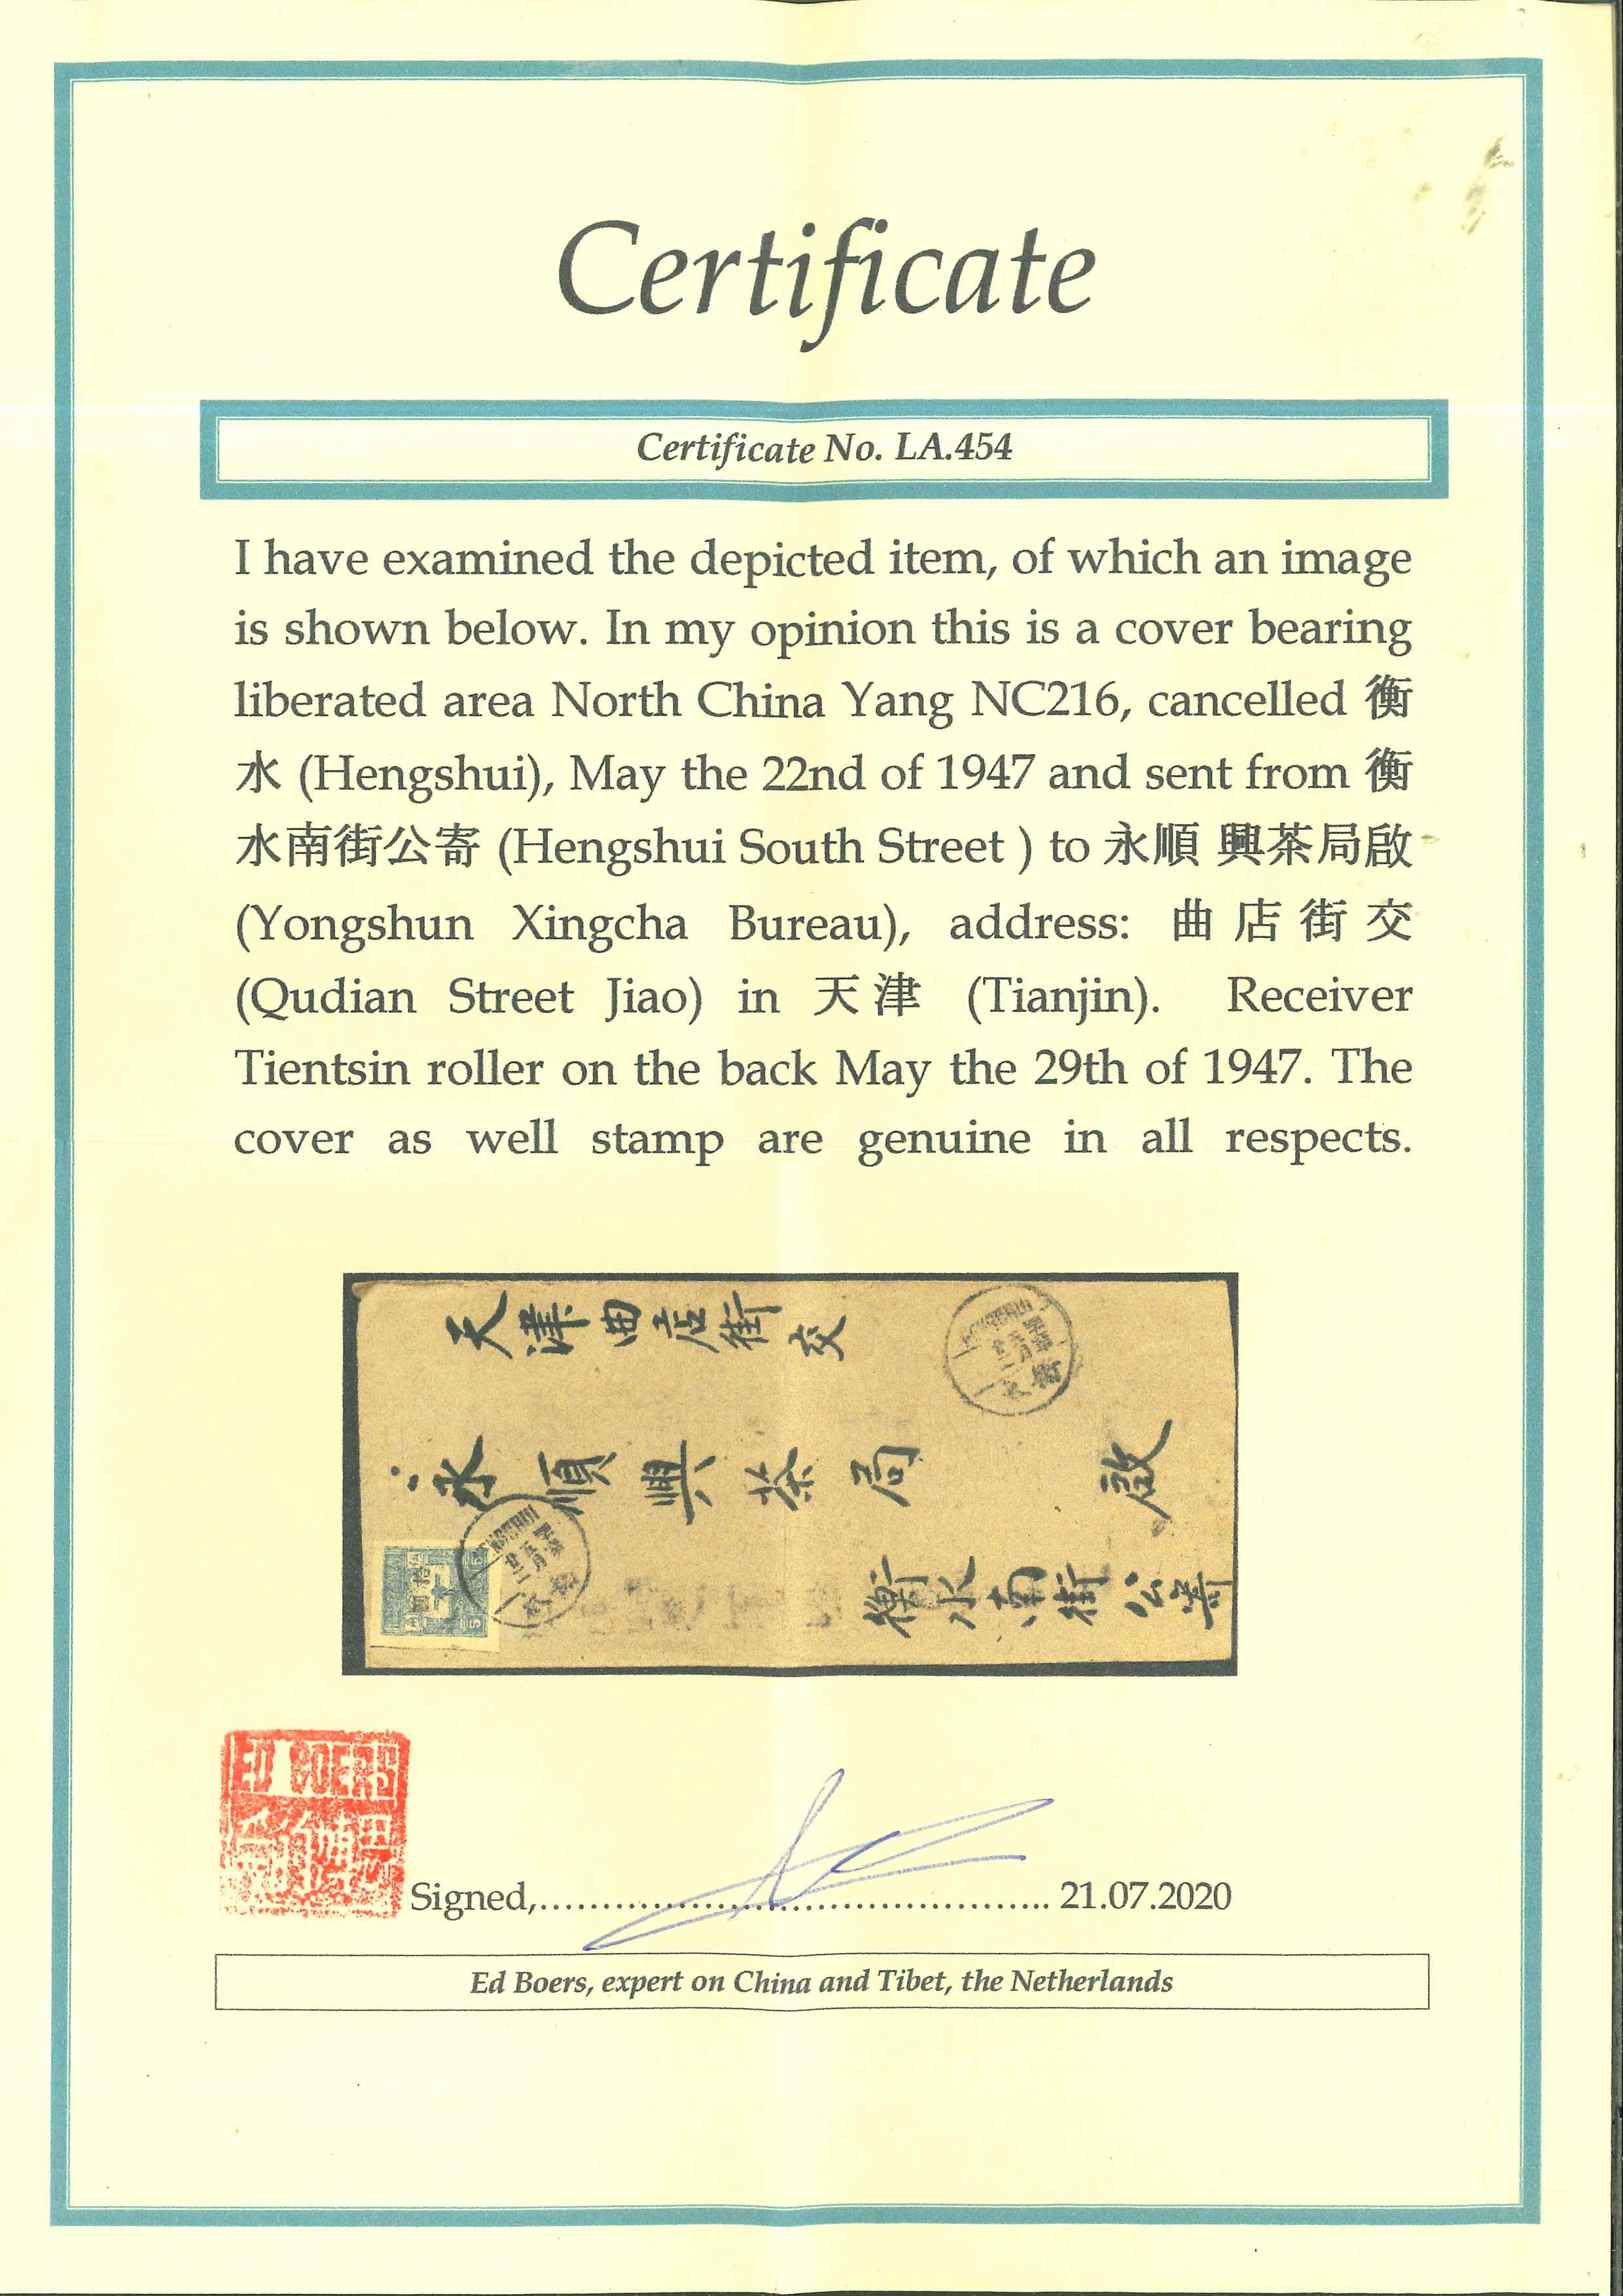 Certificate
Certificate No. LA.454
I have examined the depicted item, of which an image
is shown below. In my opinion this is a cover bearing
liberated area North China Yang NC216, cancelled 衡
水 (Hengshui), May the 22nd of 1947 and sent from 衡
水南街公寄 (Hengshui South Street ) to 永順 興茶局啟
(Yongshun Xingcha Bureau), address: 曲店街交
(Qudian Street Jiao) in 天津 (Tianjin). Receiver
Tientsin roller on the back May the 29th of 1947. The
cover as well stamp are genuine in all respects.
天津曲店街交
永順興茶局 啟
衡水南街公寄
HENGSHUI
衡水
HENGSHUI
ED BOERS
Signed,.......................................... 21.07.2020
Ed Boers, expert on China and Tibet, the Netherlands